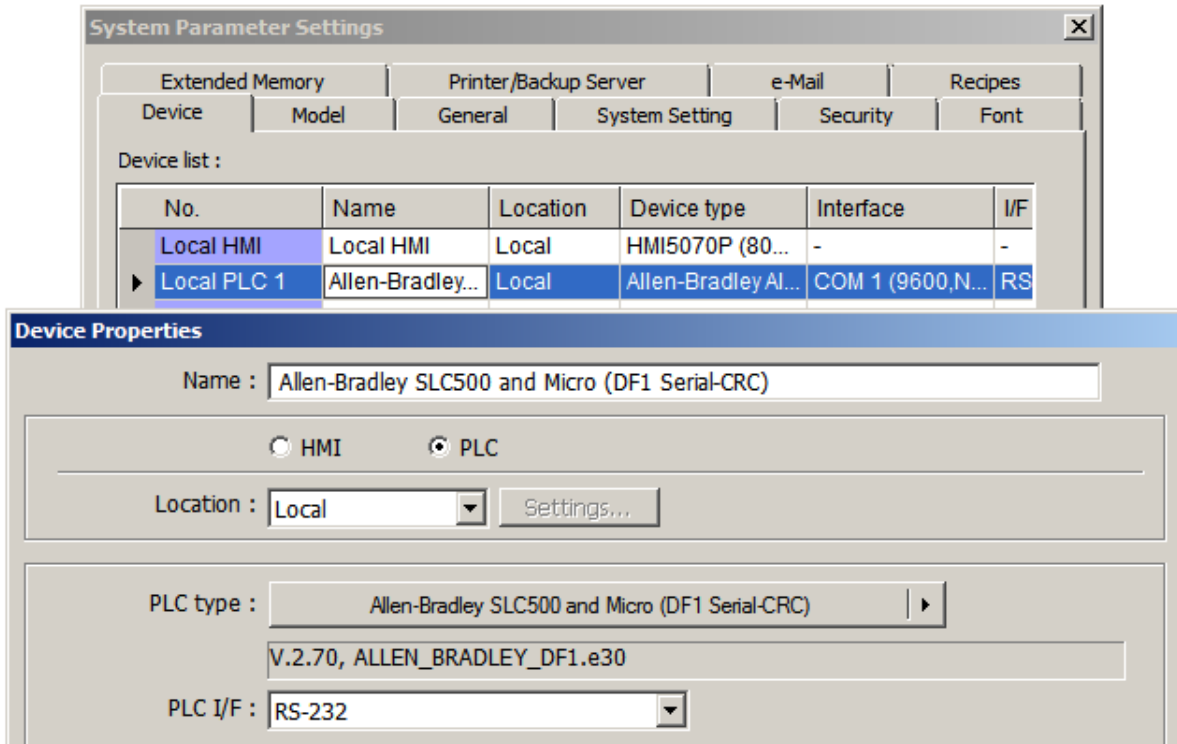 System Parameter Settings
Extended Memory Printer/Backup Server e-Mail Recipes
Device Model General System Setting Security Font
Device list :
No. Name Location Device type Interface I/F
Local HMI Local HMI Local HMI5070P (80... - -
Local PLC 1 Allen-Bradley... Local Allen-Bradley Al... COM 1 (9600,N... RS
Device Properties
Name : Allen-Bradley SLC500 and Micro (DF1 Serial-CRC)
HMI PLC
Location : Local Settings...
PLC type : Allen-Bradley SLC500 and Micro (DF1 Serial-CRC)
V.2.70, ALLEN_BRADLEY_DF1.e30
PLC I/F : RS-232